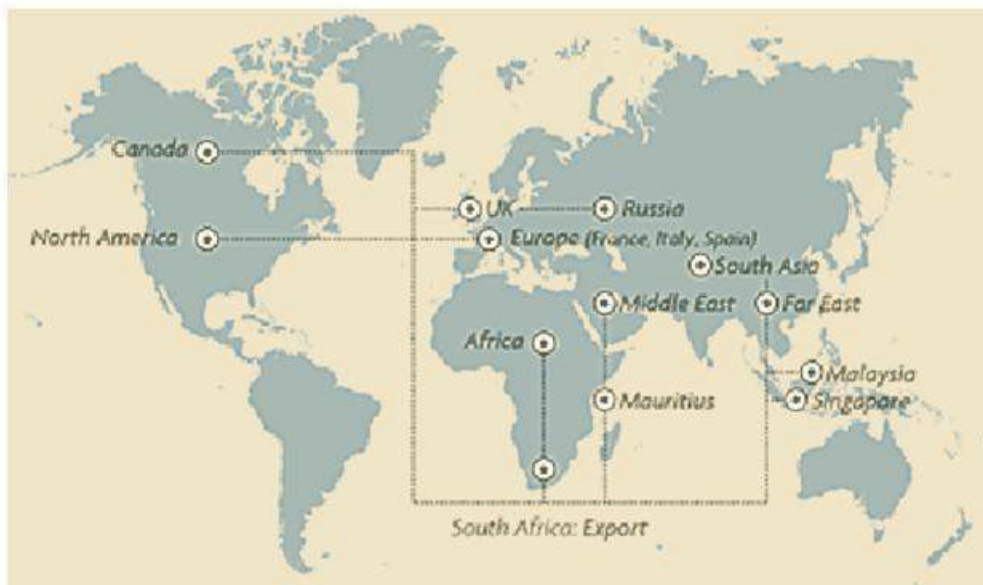 Canada
UK
Russia
North America
Europe (France, Italy, Spain)
South Asia
Middle East
Far East
Africa
Malaysia
Mauritius
Singapore
South Africa: Export